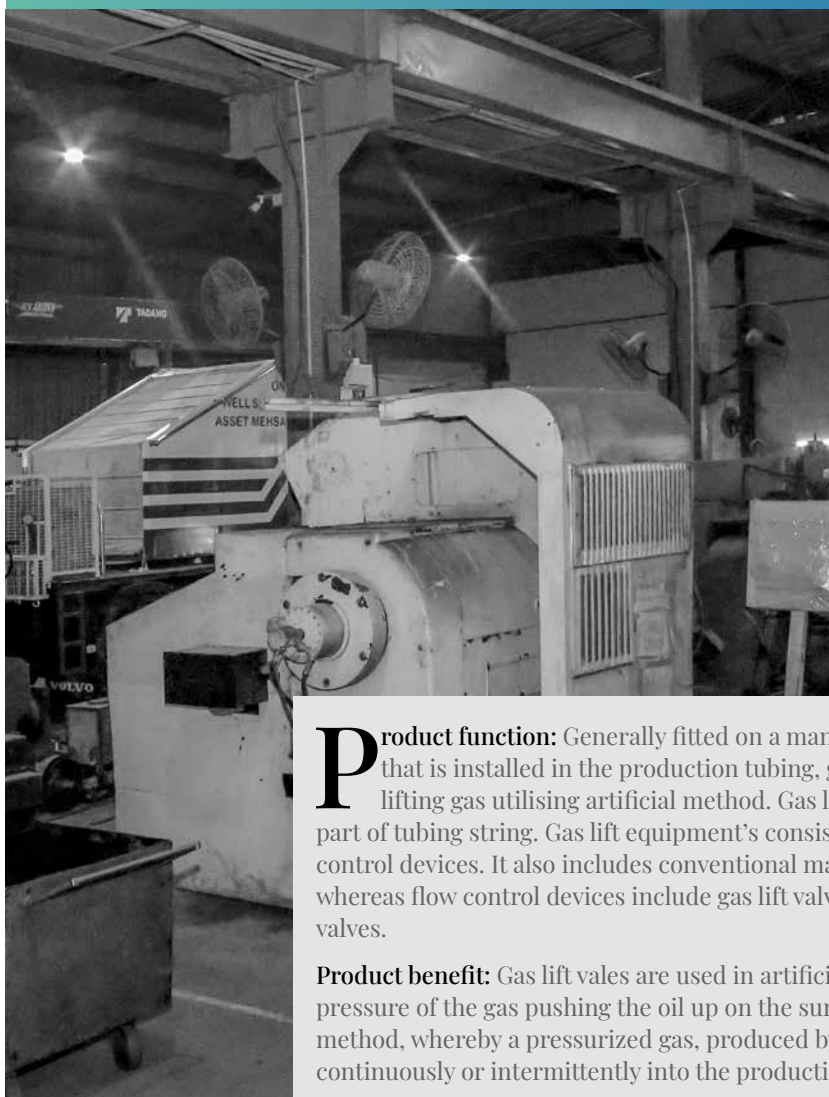 TADANO
ON
WELL S
ASSET MEHSA
VOLVO
Product function: Generally fitted on a man
that is installed in the production tubing, g
lifting gas utilising artificial method. Gas l
part of tubing string. Gas lift equipment’s consis
control devices. It also includes conventional ma
whereas flow control devices include gas lift valv
valves.
Product benefit: Gas lift vales are used in artifici
pressure of the gas pushing the oil up on the sur
method, whereby a pressurized gas, produced b
continuously or intermittently into the producti